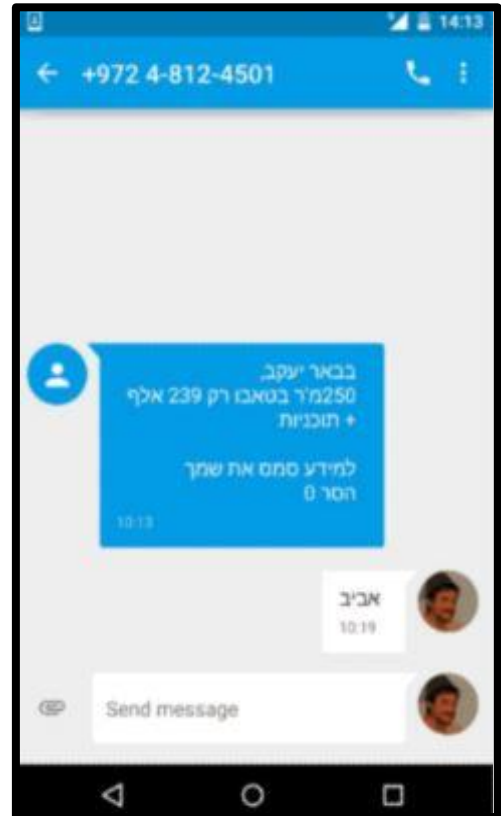 14:13
+972 4-812-4501
בבאר יעקב,
250מ'ר בטאבו רק 239 אלף
+ תוכניות
למידע סמס את שמך
הסר 0
10:13
אביב
10:19
Send message